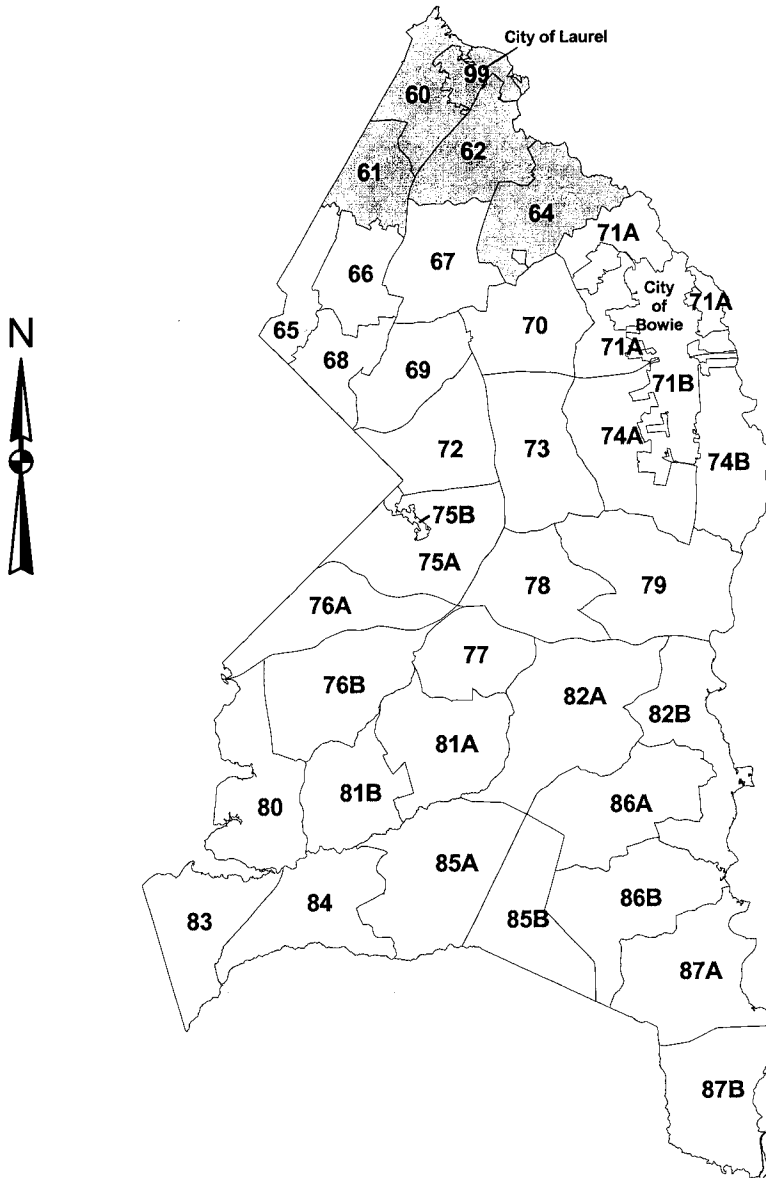 City of Laurel
99
60
62
61
64
71A
67
66
City
of
Bowie
71A
N
65
70
68
69
71A
71B
72
73
74A
74B
75B
75A
78
79
76A
77
76B
82A
82B
81A
81B
80
86A
85A
84
86B
83
85B
87A
87B